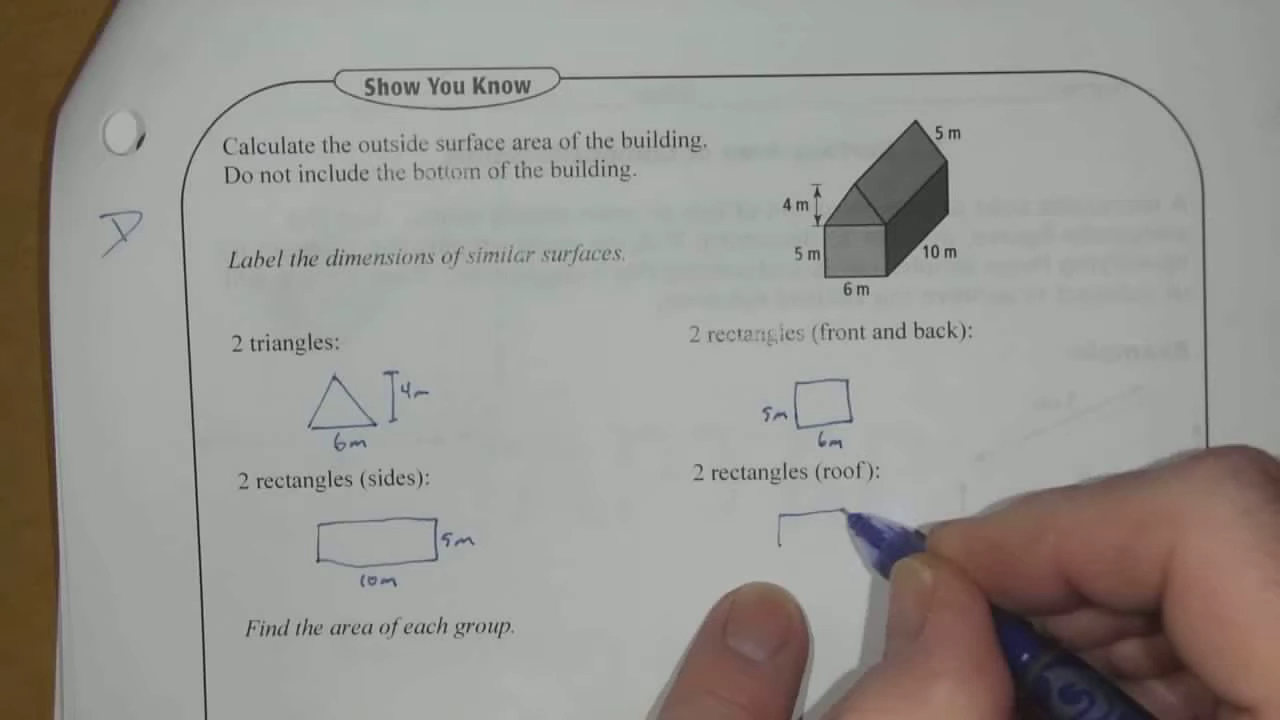 Show You Know
Calculate the outside surface area of the building.
Do not include the bottom of the building.
5 m
4 m
5 m
10 m
6 m
Label the dimensions of similar surfaces.
2 triangles:
4m
6m
2 rectangles (front and back):
5m
6m
2 rectangles (sides):
5m
10m
2 rectangles (roof):
Find the area of each group.